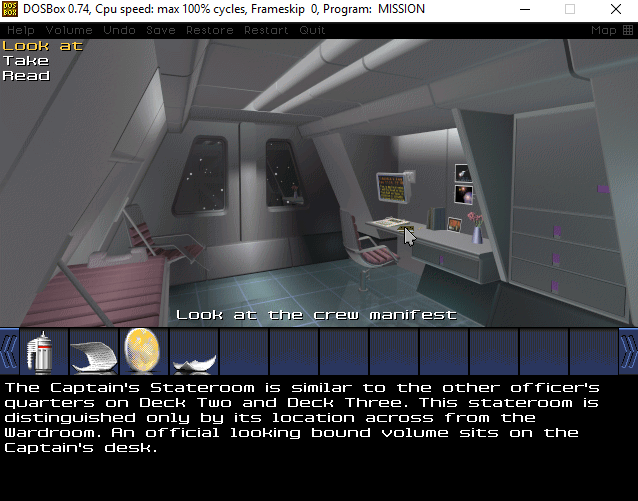 DOSBox 0.74, Cpu speed: max 100% cycles, Frameskip 0, Program: MISSION
Help Volume Undo Save Restore Restart Quit Map
Look at
Take
Read
Look at the crew manifest
The Captain's Stateroom is similar to the other officer's
quarters on Deck Two and Deck Three. This stateroom is
distinguished only by its location across from the
Wardroom. An official looking bound volume sits on the
Captain's desk.